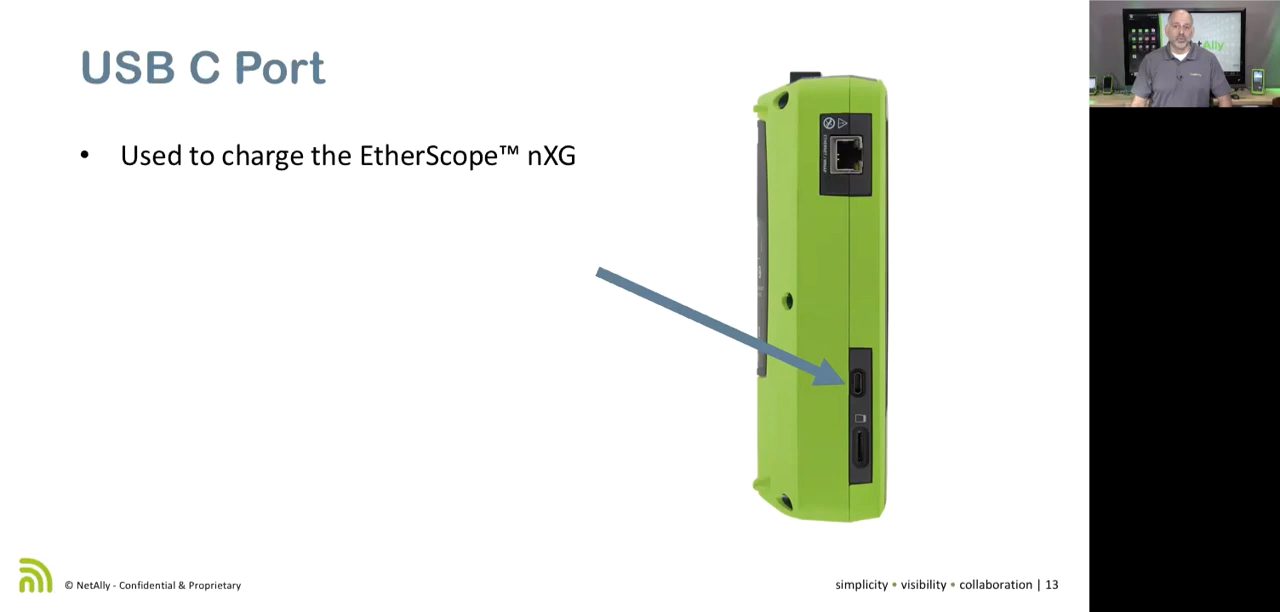 USB C Port
• Used to charge the EtherScope™ nXG
© NetAlly - Confidential & Proprietary
simplicity • visibility • collaboration | 13